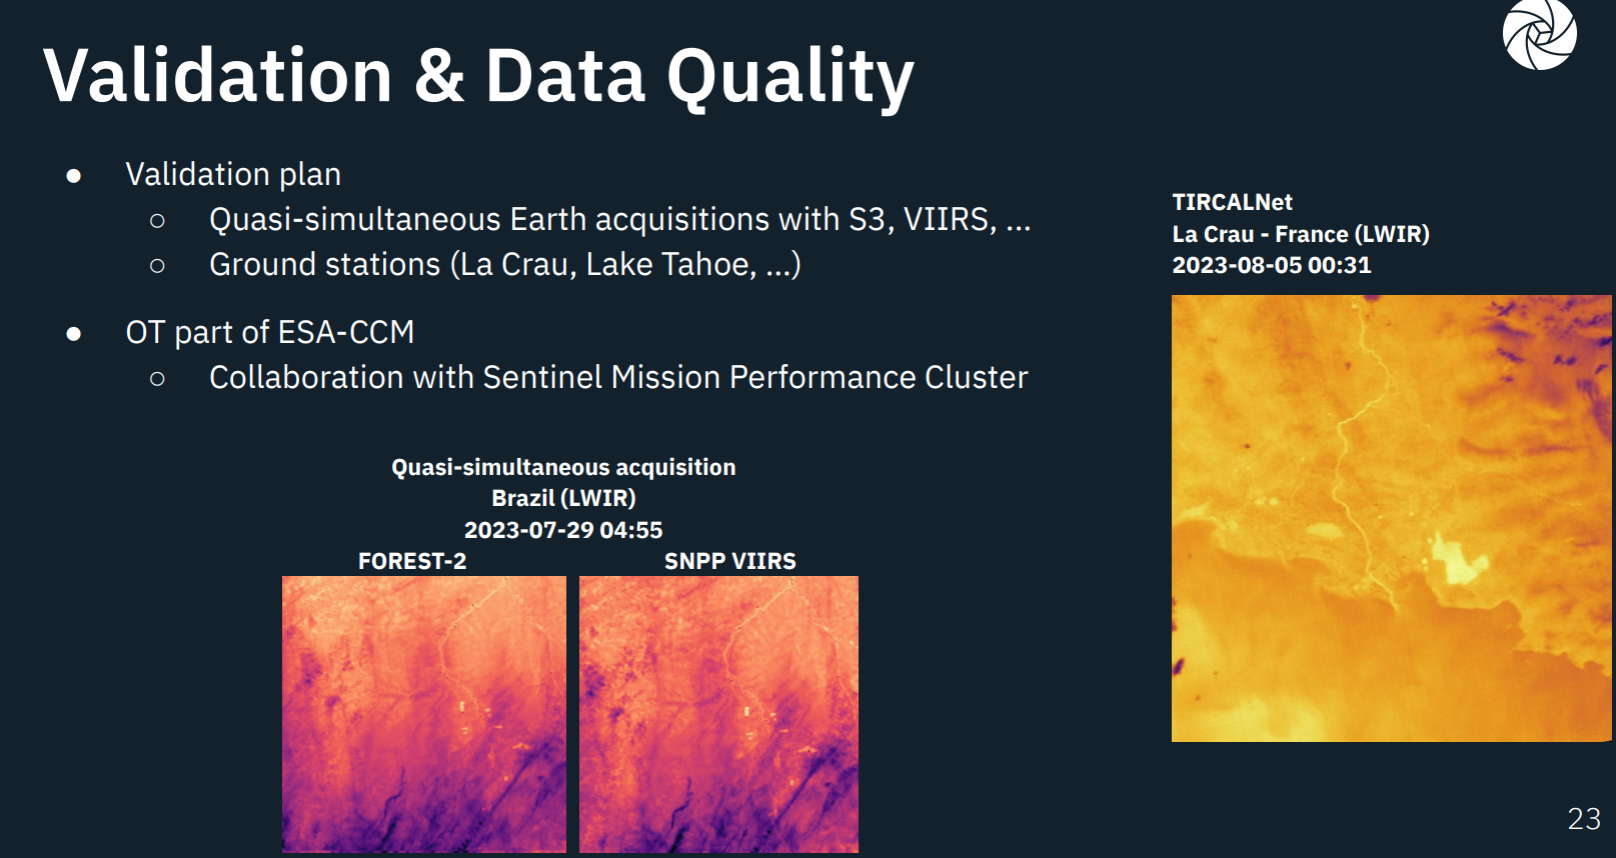 Validation & Data Quality
● Validation plan
○ Quasi-simultaneous Earth acquisitions with S3, VIIRS, ...
○ Ground stations (La Crau, Lake Tahoe, ...)
● OT part of ESA-CCM
○ Collaboration with Sentinel Mission Performance Cluster
Quasi-simultaneous acquisition
Brazil (LWIR)
2023-07-29 04:55
FOREST-2
SNPP VIIRS
TIRCALNet
La Crau - France (LWIR)
2023-08-05 00:31
23